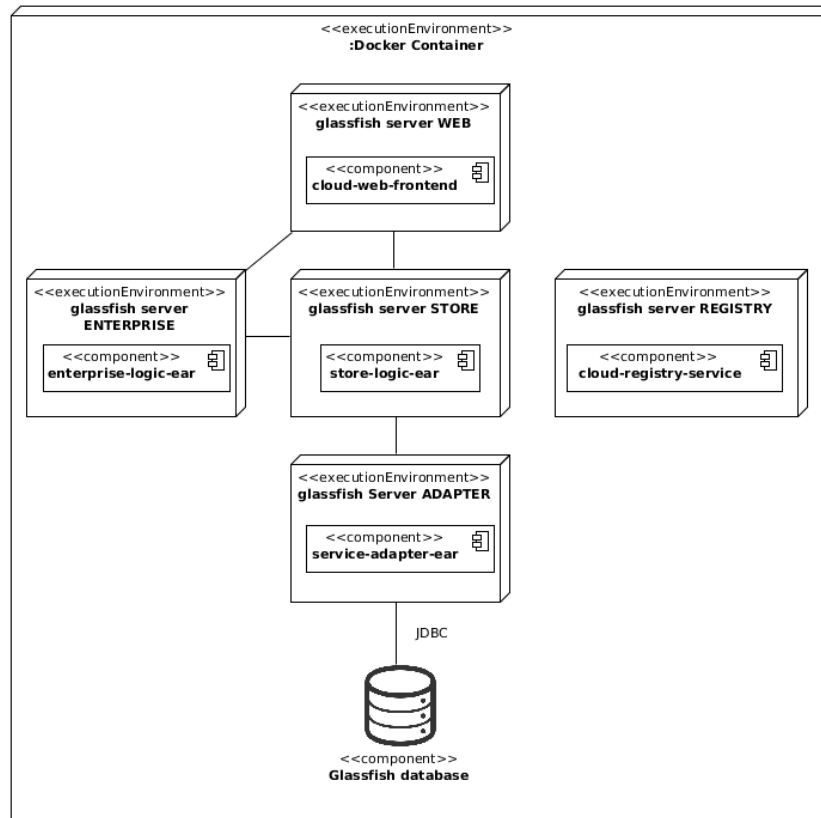 <<executionEnvironment>>
:Docker Container
<<executionEnvironment>>
glassfish server WEB
<<component>>
cloud-web-frontend
<<executionEnvironment>>
glassfish server
ENTERPRISE
<<component>>
enterprise-logic-ear
<<executionEnvironment>>
glassfish server STORE
<<component>>
store-logic-ear
<<executionEnvironment>>
glassfish server REGISTRY
<<component>>
cloud-registry-service
<<executionEnvironment>>
glassfish Server ADAPTER
<<component>>
service-adapter-ear
JDBC
<<component>>
Glassfish database